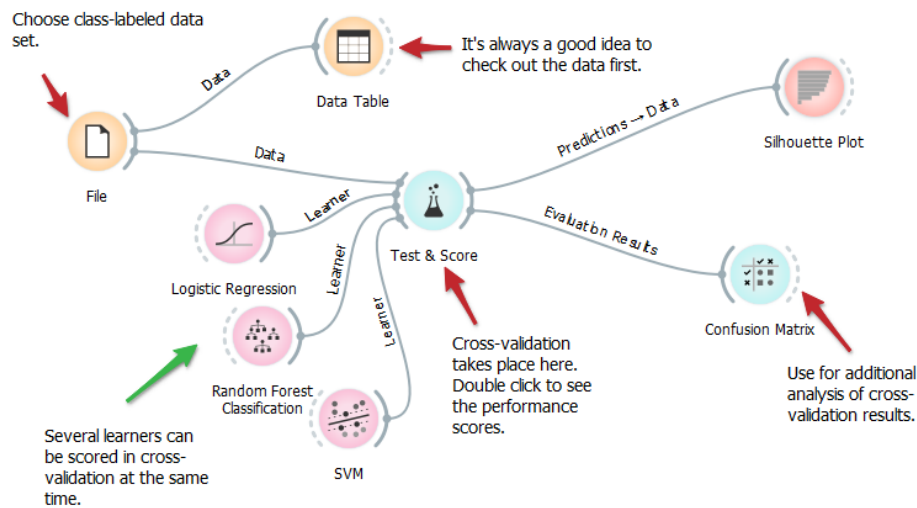 Choose class-labeled data
set.
Data
Data Table
It's always a good idea to
check out the data first.
File
Data
Predictions → Data
Silhouette Plot
Learner
Logistic Regression
Learner
Random Forest
Classification
Learner
SVM
Test & Score
Evaluation Results
Confusion Matrix
Several learners can
be scored in cross-
validation at the same
time.
Cross-validation
takes place here.
Double click to see
the performance
scores.
Use for additional
analysis of cross-
validation results.